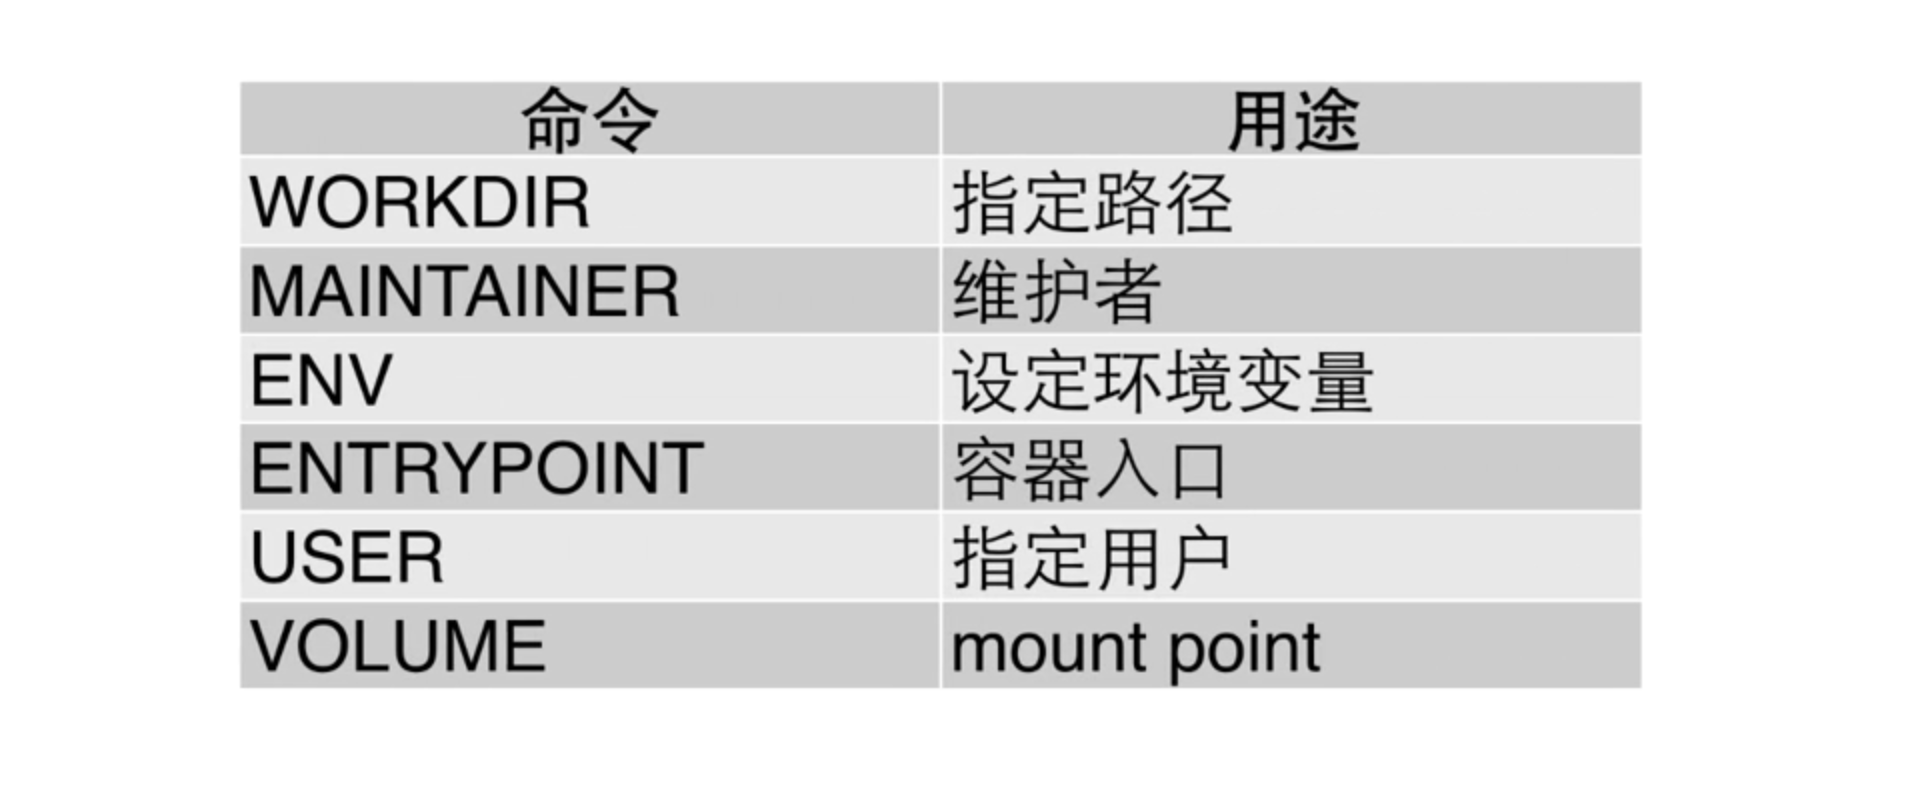 命令 用途
WORKDIR 指定路径
MAINTAINER 维护者
ENV 设定环境变量
ENTRYPOINT 容器入口
USER 指定用户
VOLUME mount point